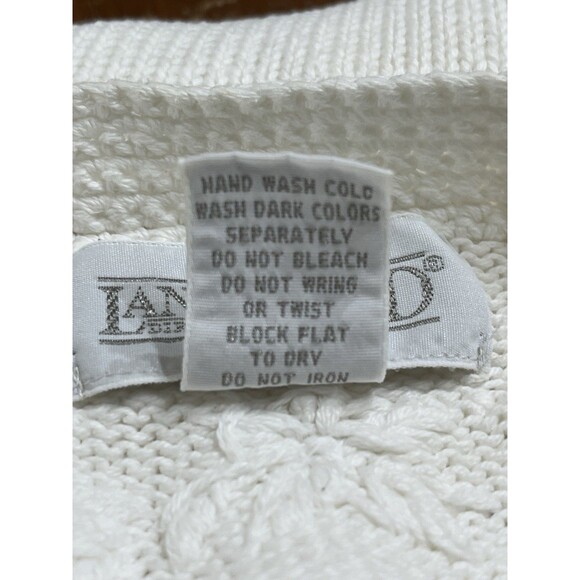 HAND WASH COLD
WASH DARK COLORS
SEPARATELY
DO NOT BLEACH
DO NOT WRING
OR TWIST
BLOCK FLAT
TO DRY
DO NOT IRON
®